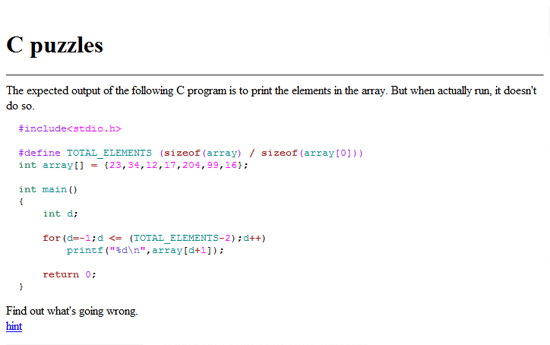 C puzzles
The expected output of the following C program is to print the elements in the array. But when actually run, it doesn't
do so.
#include<stdio.h>
#define TOTAL_ELEMENTS (sizeof(array) / sizeof(array[0]))
int array[] = {23,34,12,17,204,99,16};
int main()
{
int d;
for(d=-1;d <= (TOTAL_ELEMENTS-2);d++)
printf("%d\n",array[d+1]);
return 0;
}
Find out what's going wrong.
hint